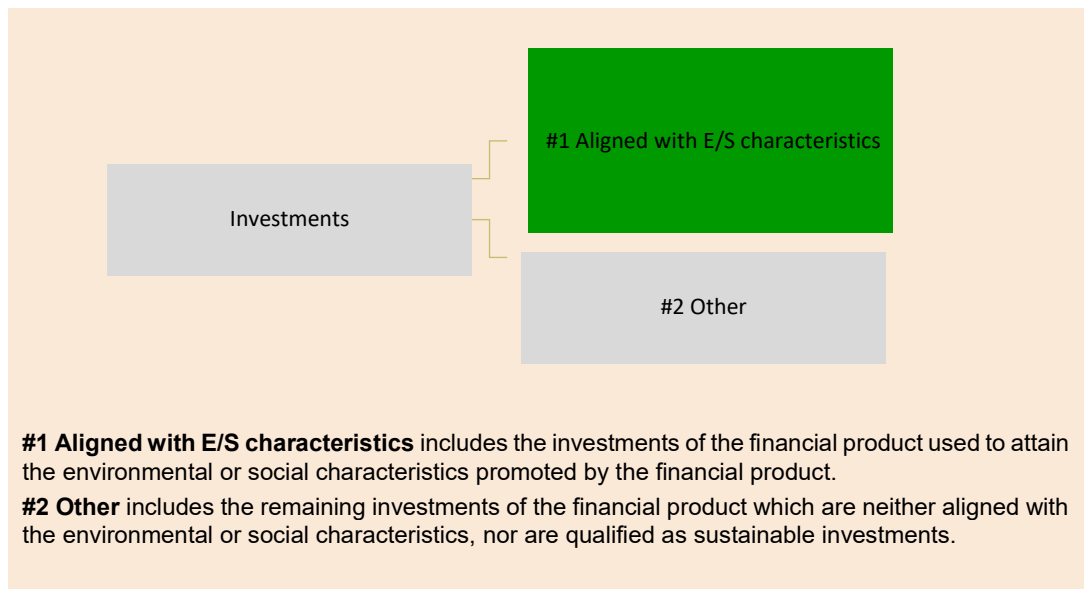 #1 Aligned with E/S characteristics
Investments
#2 Other
#1 Aligned with E/S characteristics includes the investments of the financial product used to attain
the environmental or social characteristics promoted by the financial product.
#2 Other includes the remaining investments of the financial product which are neither aligned with
the environmental or social characteristics, nor are qualified as sustainable investments.